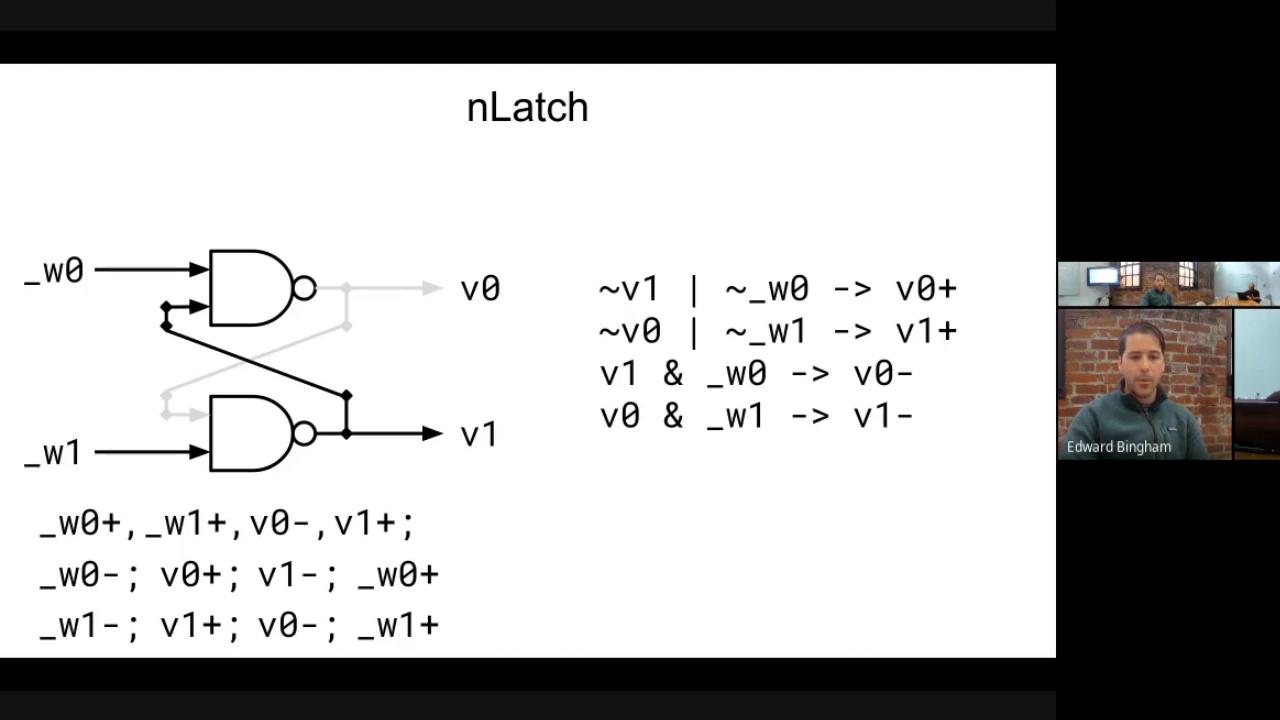 nLatch
_w0
v0
_w1
v1
~v1 | ~_w0 -> v0+
~v0 | ~_w1 -> v1+
v1 & _w0 -> v0-
v0 & _w1 -> v1-
_w0+,_w1+,v0-,v1+;
_w0-; v0+; v1-; _w0+
_w1-; v1+; v0-; _w1+
Edward Bingham